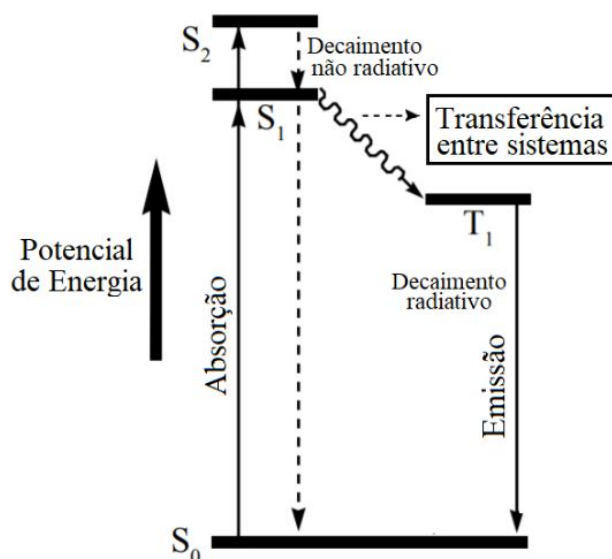 S2
Decaimento
não radiativo
S1
Transferência
entre sistemas
T1
Potencial
de Energia
Absorção
Decaimento
radiativo
Emissão
S0